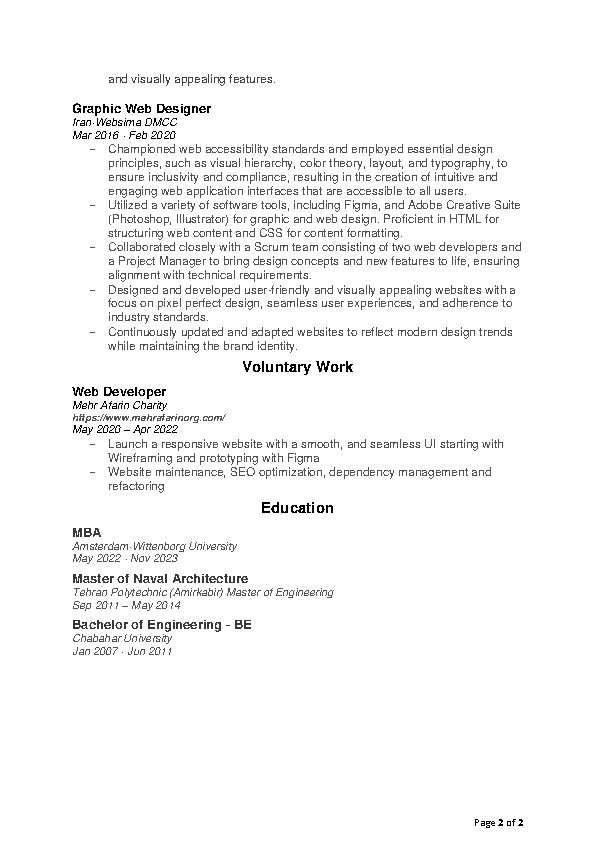 and visually appealing features.
Graphic Web Designer
Iran-Websima DMCC
Mar 2016 - Feb 2020
– Championed web accessibility standards and employed essential design
principles, such as visual hierarchy, color theory, layout, and typography, to
ensure inclusivity and compliance, resulting in the creation of intuitive and
engaging web application interfaces that are accessible to all users.
– Utilized a variety of software tools, including Figma, and Adobe Creative Suite
(Photoshop, Illustrator) for graphic and web design. Proficient in HTML for
structuring web content and CSS for content formatting.
– Collaborated closely with a Scrum team consisting of two web developers and
a Project Manager to bring design concepts and new features to life, ensuring
alignment with technical requirements.
– Designed and developed user-friendly and visually appealing websites with a
focus on pixel perfect design, seamless user experiences, and adherence to
industry standards.
– Continuously updated and adapted websites to reflect modern design trends
while maintaining the brand identity.
Voluntary Work
Web Developer
Mehr Afarin Charity
https://www.mehrafarinorg.com/
May 2020 – Apr 2022
– Launch a responsive website with a smooth, and seamless UI starting with
Wireframing and prototyping with Figma
– Website maintenance, SEO optimization, dependency management and
refactoring
Education
MBA
Amsterdam-Wittenborg University
May 2022 - Nov 2023
Master of Naval Architecture
Tehran Polytechnic (Amirkabir) Master of Engineering
Sep 2011 – May 2014
Bachelor of Engineering - BE
Chabahar University
Jan 2007 - Jun 2011
Page 2 of 2